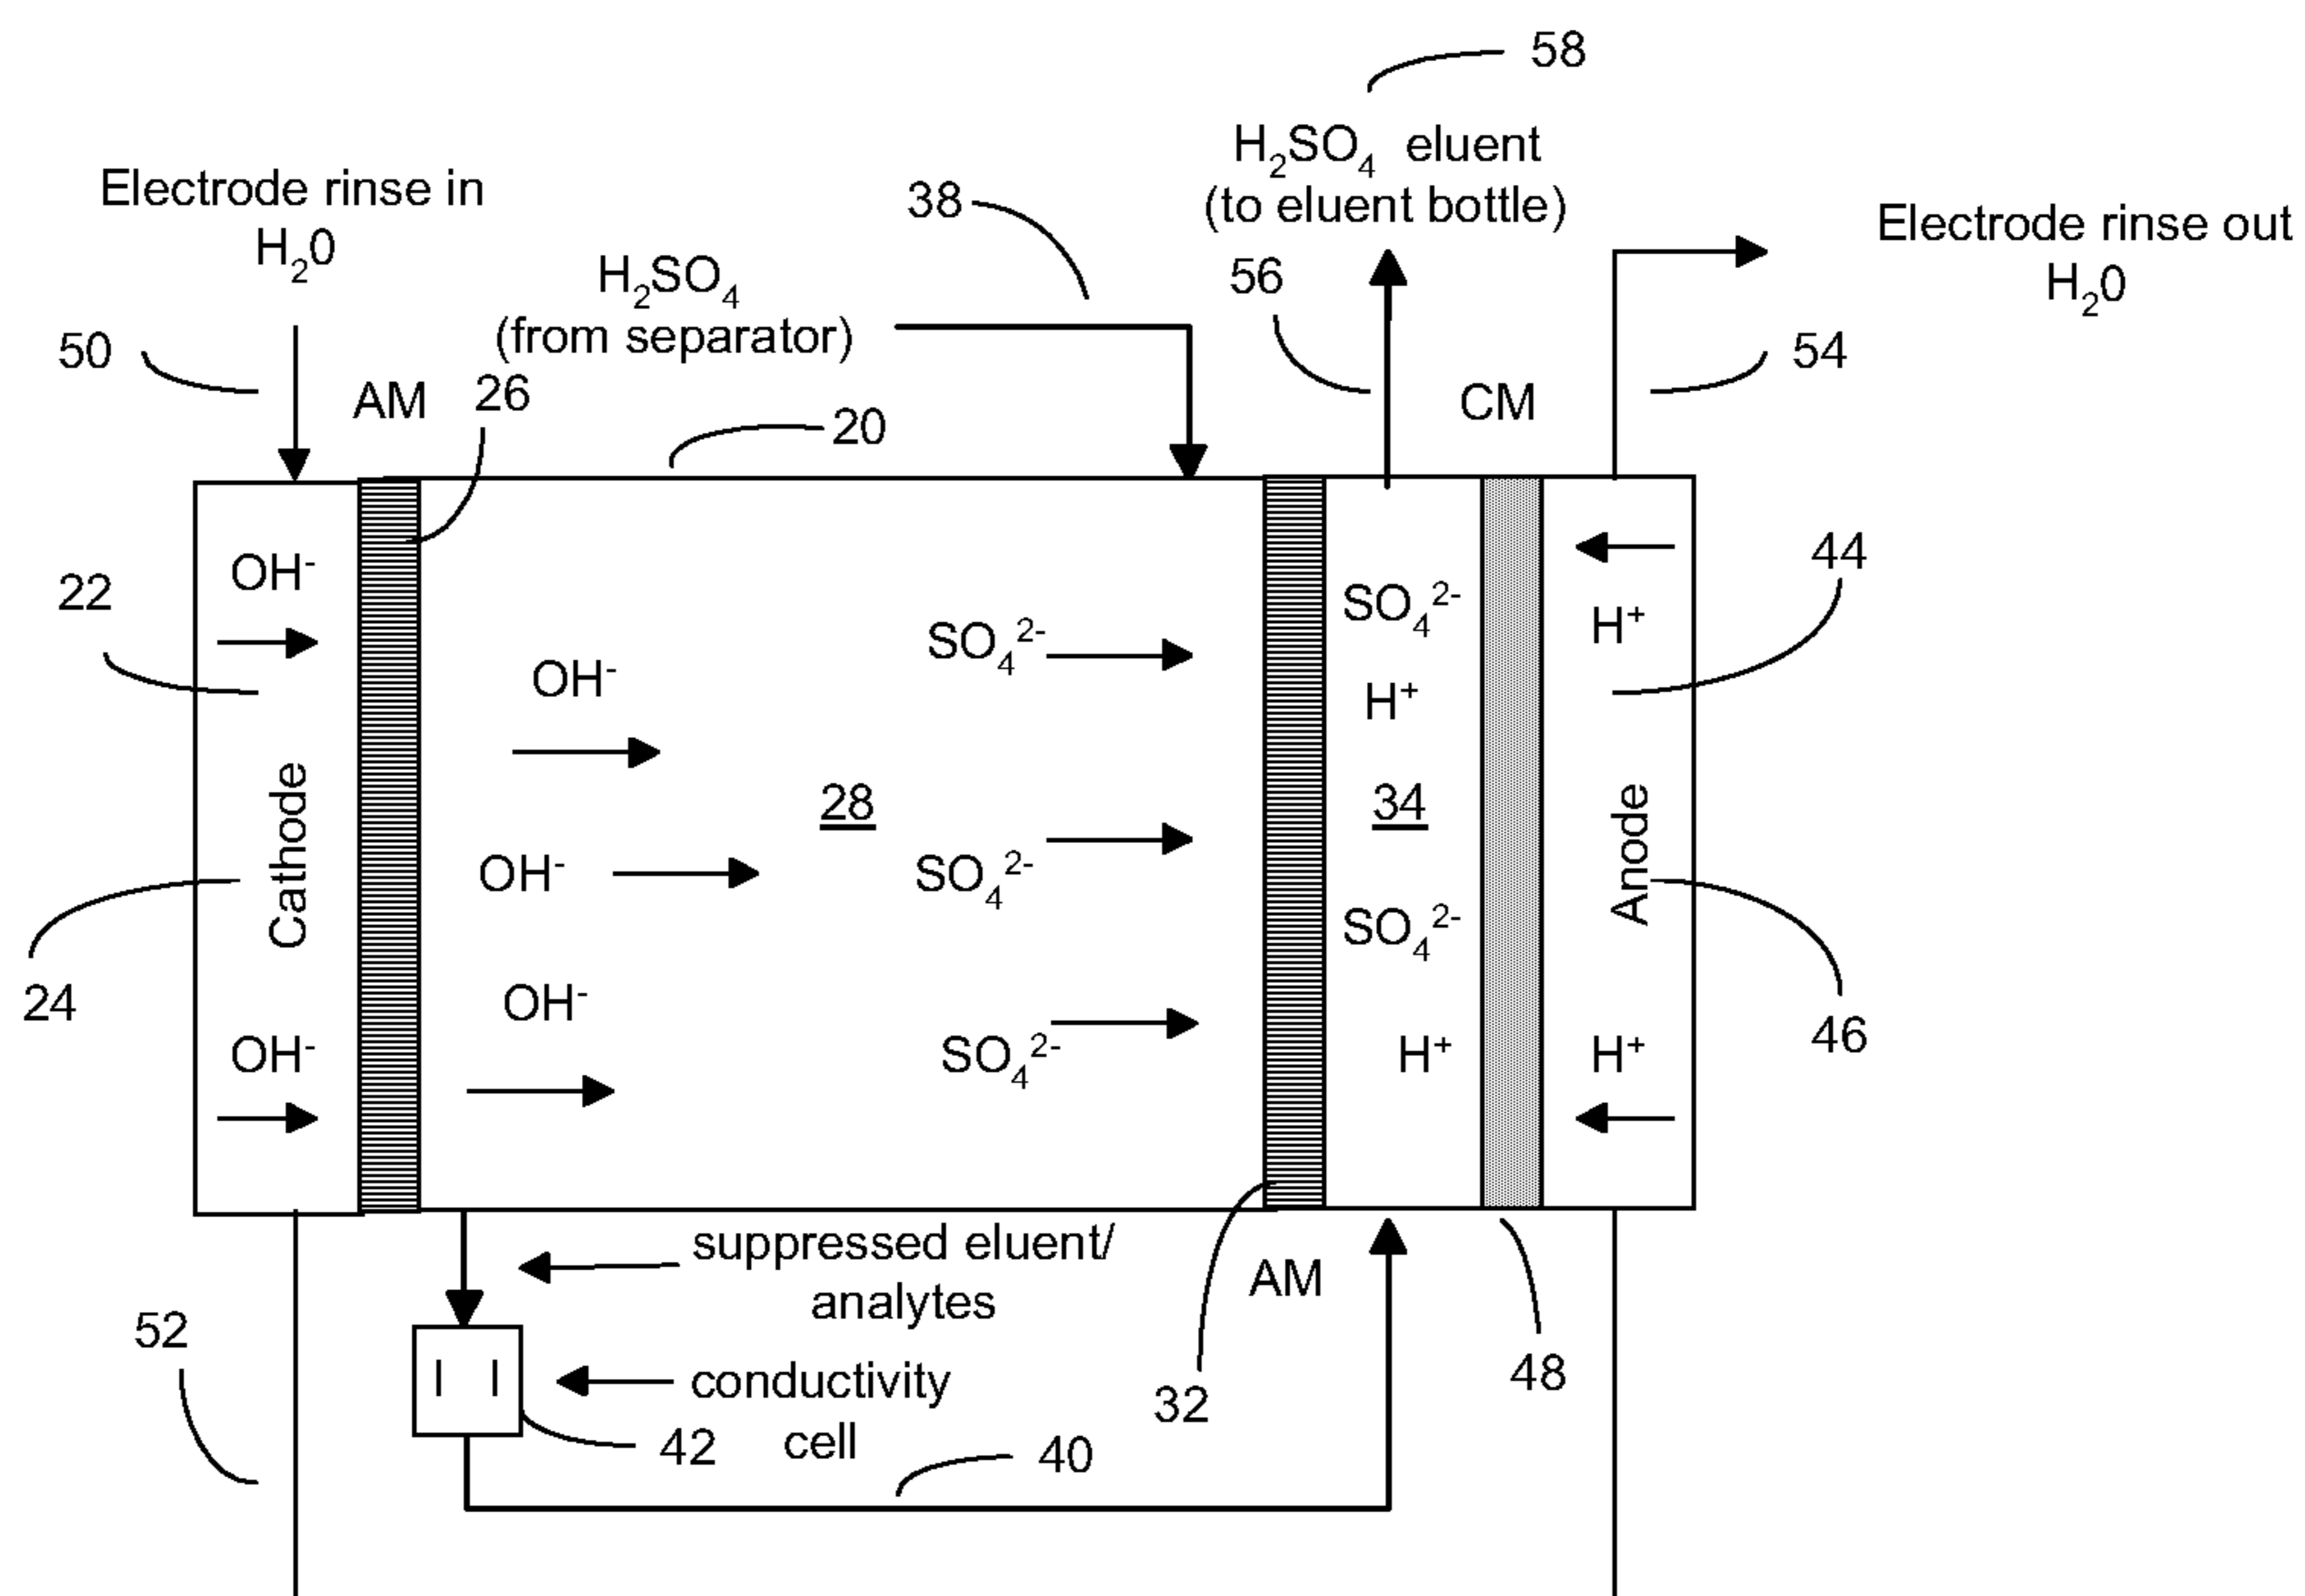 58
H₂SO₄ eluent
(to eluent bottle)
Electrode rinse in
H₂0
38
Electrode rinse out
H₂0
H₂SO₄
(from separator)
56
50
54
AM
26
CM
20
OH⁻
44
22
SO₄²⁻
H⁺
SO₄²⁻
OH⁻
H⁺
Cathode
28
34
Anode
OH⁻
SO₄²⁻
SO₄²⁻
24
OH⁻
46
OH⁻
SO₄²⁻
H⁺
H⁺
suppressed eluent/
analytes
AM
52
conductivity
cell
32
48
42
40